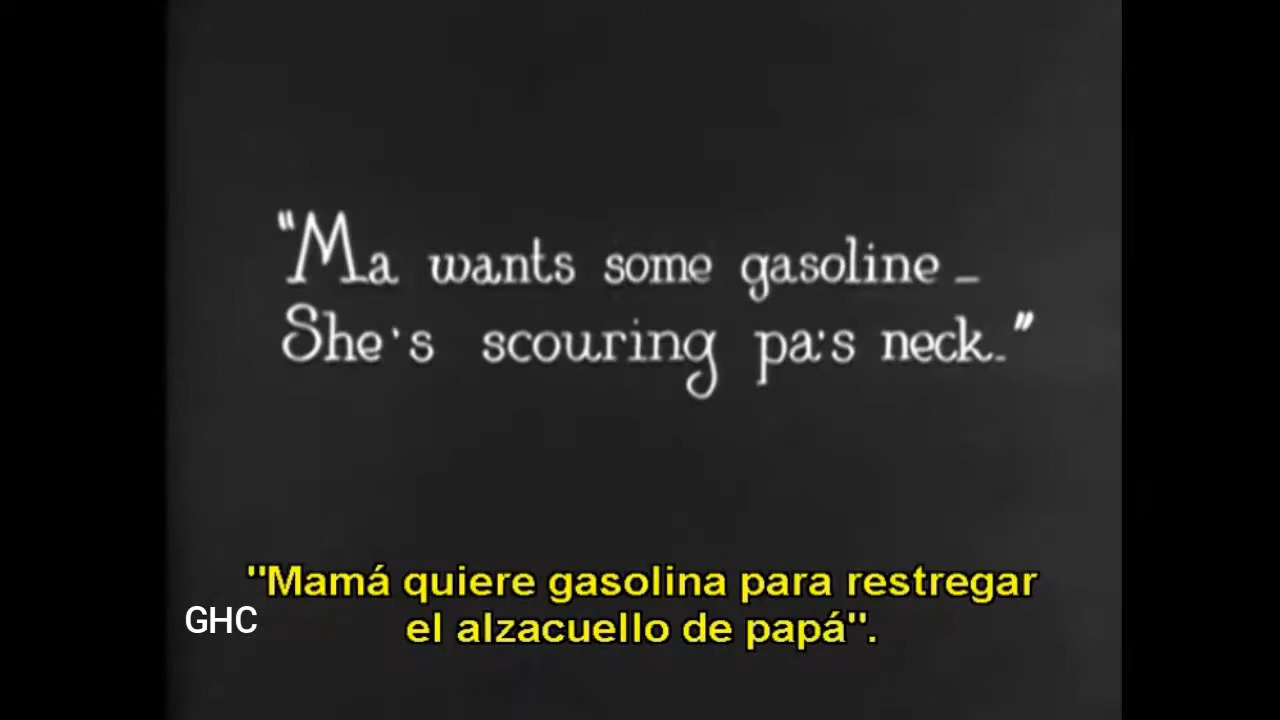 "Ma wants some gasoline –
She's scouring pa's neck."
"Mamá quiere gasolina para restregar
GHC
el alzacuello de papá".